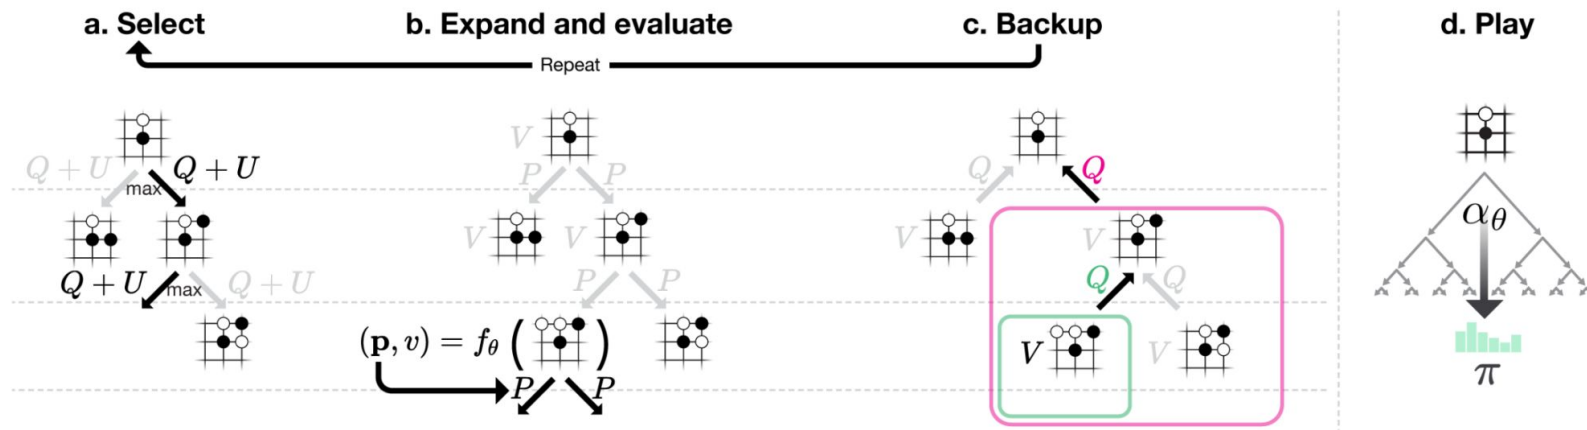 a. Select
b. Expand and evaluate
c. Backup
d. Play
Repeat
Q + U
max
Q + U
Q + U
max
Q + U
V
P
P
V
V
P
P
(p, v) = fθ ( )
P
P
Q
Q
V
V
Q
Q
V
V
αθ
π